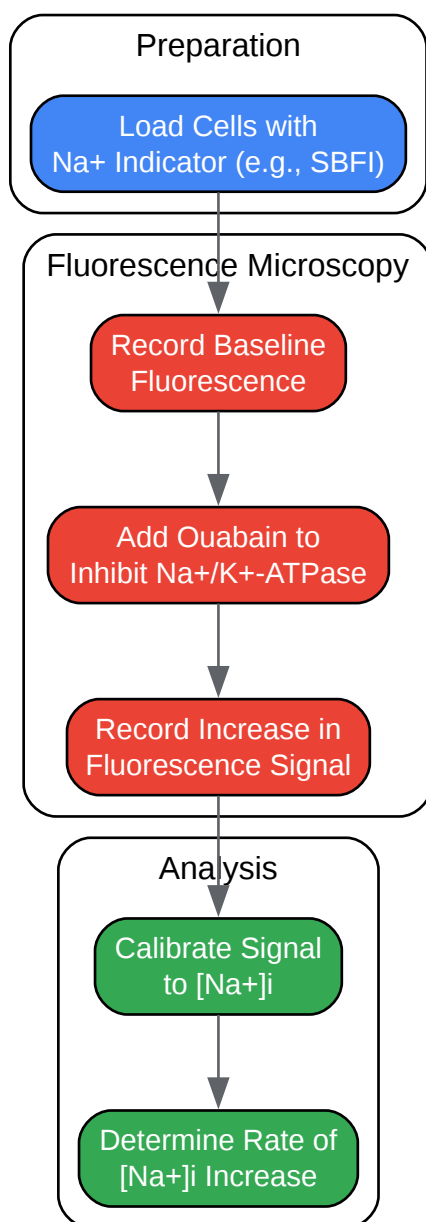 Preparation
Load Cells with
Na+ Indicator (e.g., SBFI)
Fluorescence Microscopy
Record Baseline
Fluorescence
Add Ouabain to
Inhibit Na+/K+-ATPase
Record Increase in
Fluorescence Signal
Analysis
Calibrate Signal
to [Na+]i
Determine Rate of
[Na+]i Increase